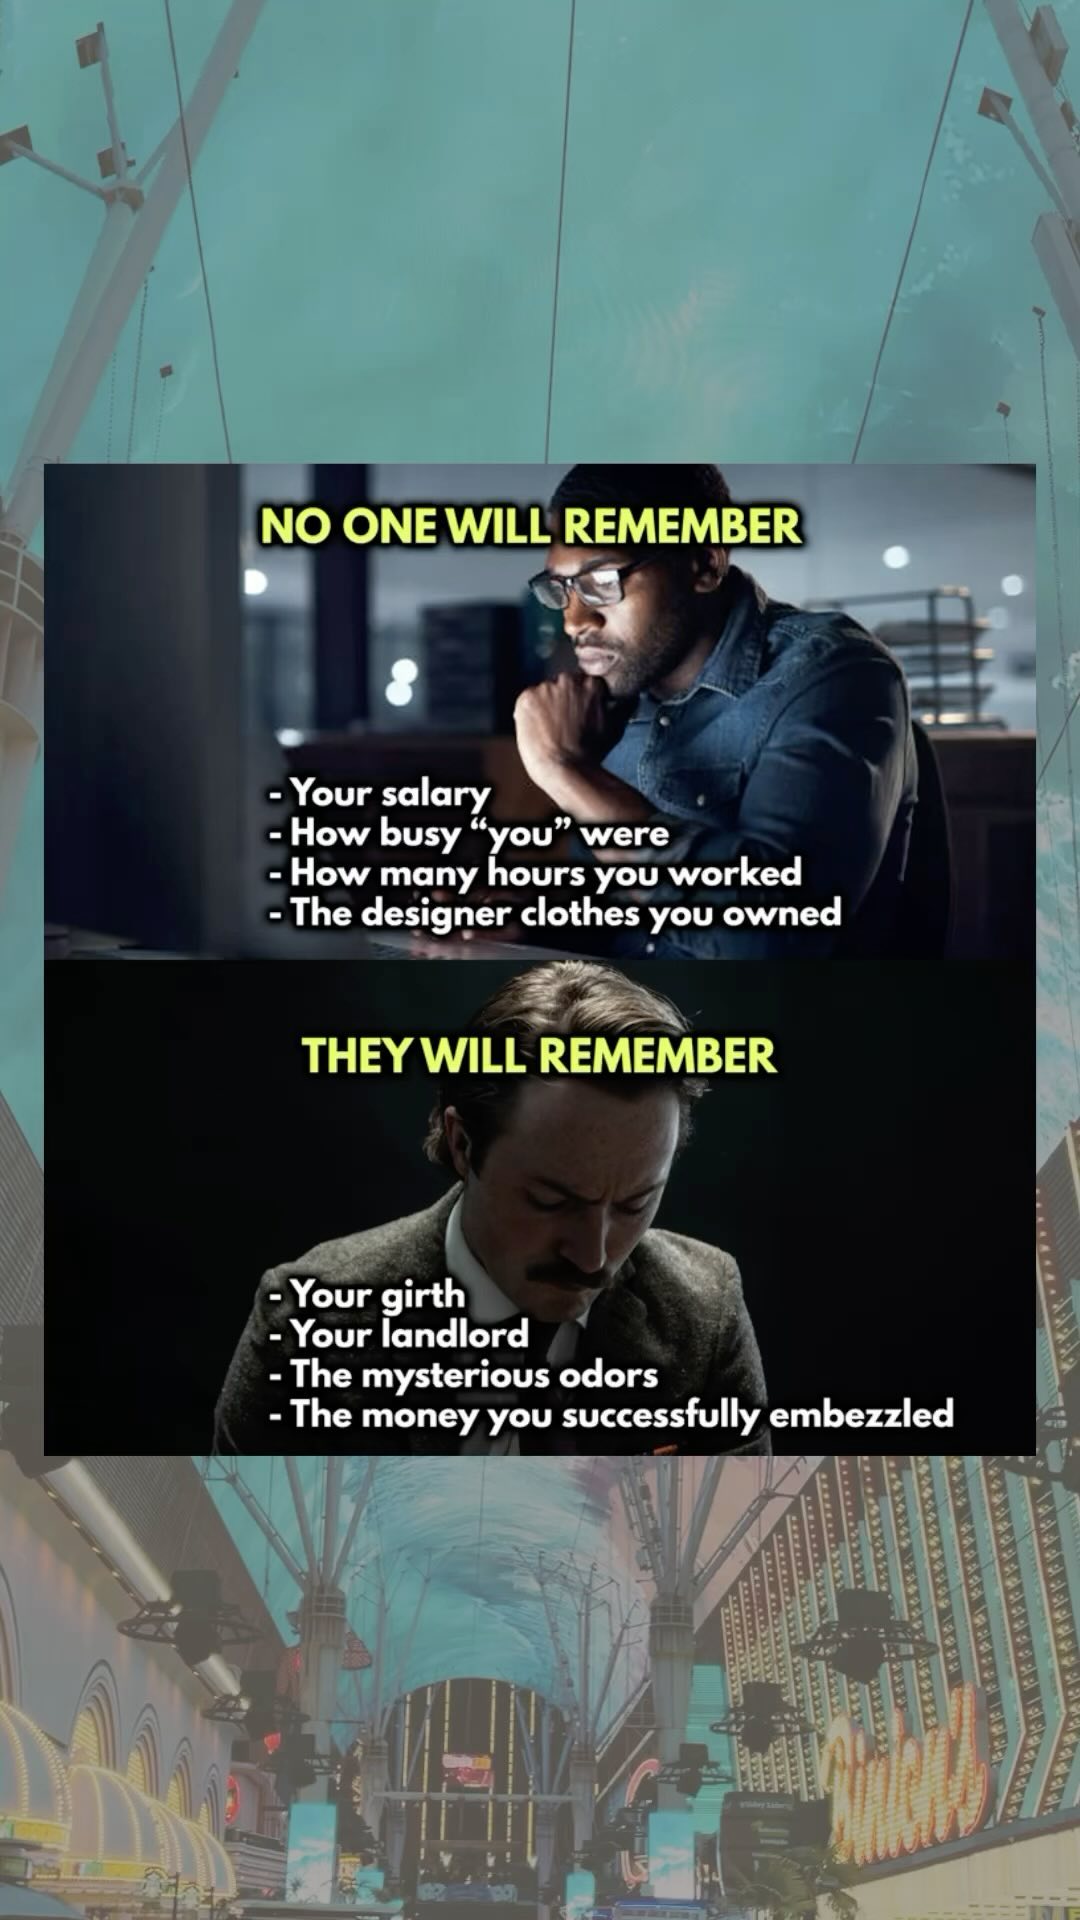 NO ONE WILL REMEMBER
- Your salary
- How busy “you” were
- How many hours you worked
- The designer clothes you owned
THEY WILL REMEMBER
- Your girth
- Your landlord
- The mysterious odors
- The money you successfully embezzled